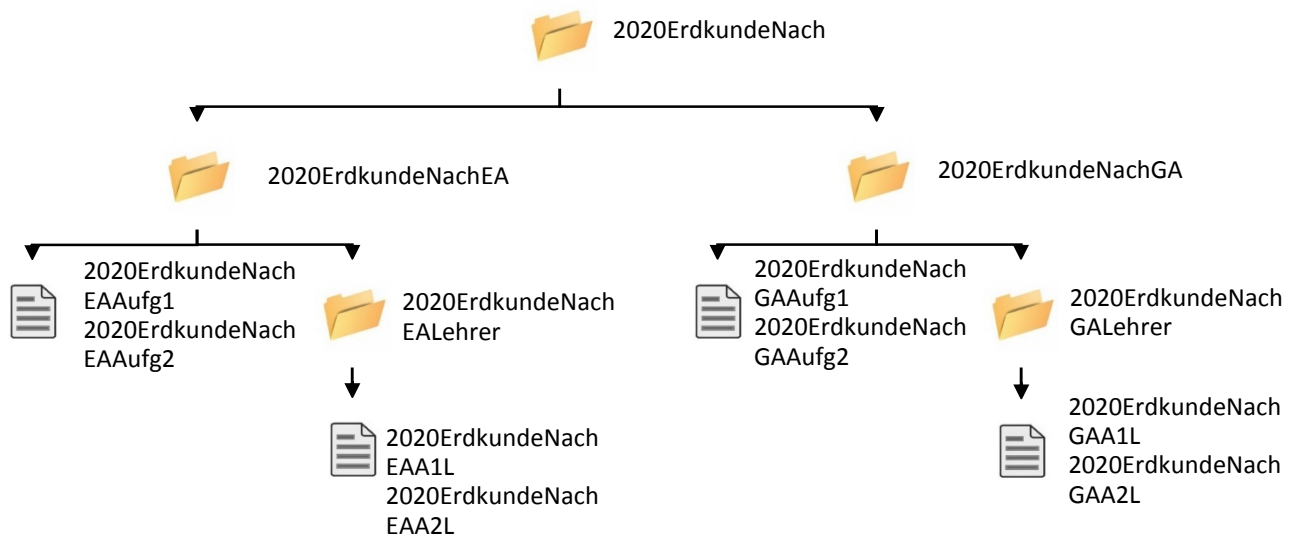 2020ErdkundeNach
2020ErdkundeNachEA
2020ErdkundeNachGA
2020ErdkundeNach
EAAufg1
2020ErdkundeNach
EAAufg2
2020ErdkundeNach
EALehrer
2020ErdkundeNach
GAAufg1
2020ErdkundeNach
GAAufg2
2020ErdkundeNach
GALehrer
2020ErdkundeNach
EAA1L
2020ErdkundeNach
EAA2L
2020ErdkundeNach
GAA1L
2020ErdkundeNach
GAA2L